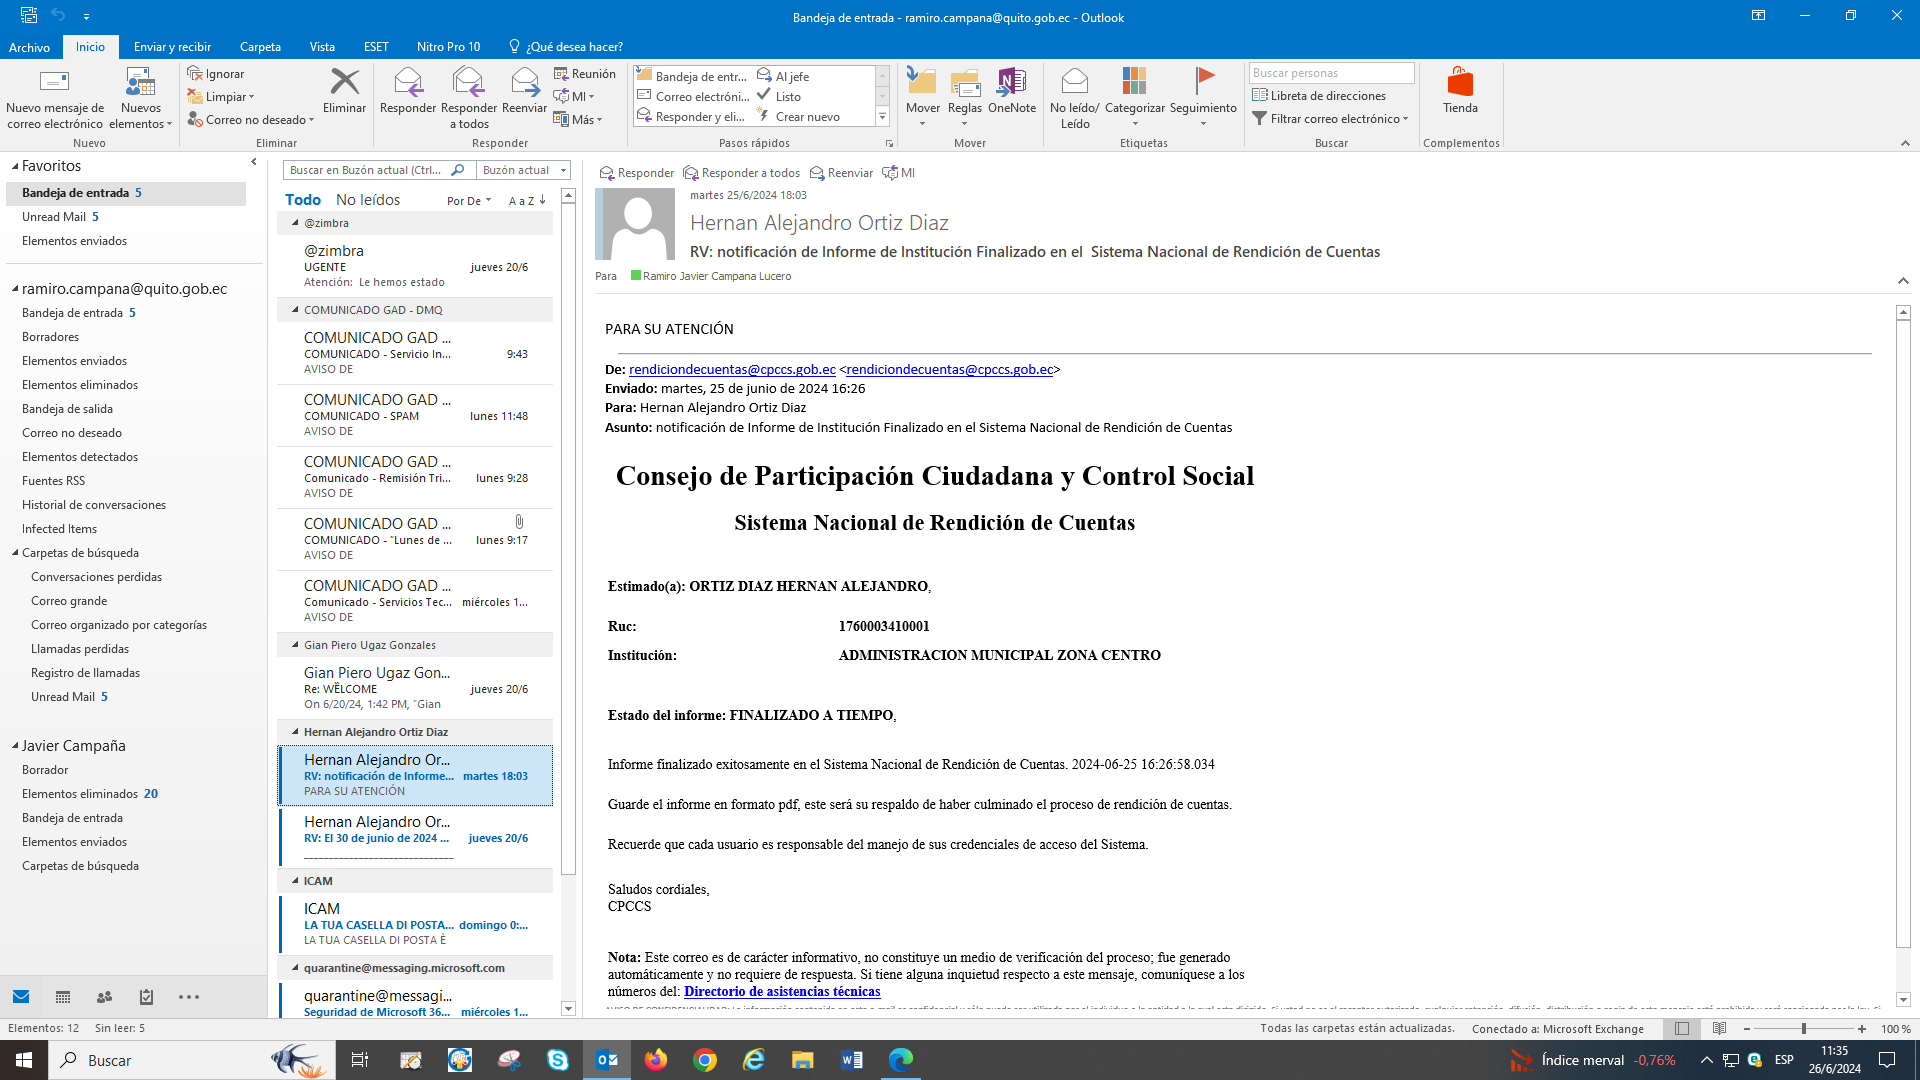 Bandeja de entrada - ramiro.campana@quito.gob.ec - Outlook
Archivo Inicio Enviar y recibir Carpeta Vista ESET Nitro Pro 10 ¿Qué desea hacer?
Nuevo mensaje de correo electrónico
Nuevos elementos
Nuevo
Ignorar
Limpiar
Correo no deseado
Eliminar
Eliminar
Responder
Responder a todos
Reenviar
Reunión
MI
Más
Responder
Bandeja de entr... Al jefe
Correo electróni... Listo
Responder y eli... Crear nuevo
Pasos rápidos
Mover
Reglas
OneNote
Mover
No leído/ Leído
Categorizar
Seguimiento
Etiquetas
Buscar personas
Libreta de direcciones
Filtrar correo electrónico
Buscar
Tienda
Complementos
Favoritos
Bandeja de entrada 5
Unread Mail 5
Elementos enviados
ramiro.campana@quito.gob.ec
Bandeja de entrada 5
Borradores
Elementos enviados
Elementos eliminados
Bandeja de salida
Correo no deseado
Elementos detectados
Fuentes RSS
Historial de conversaciones
Infected Items
Carpetas de búsqueda
Conversaciones perdidas
Correo grande
Correo organizado por categorías
Llamadas perdidas
Registro de llamadas
Unread Mail 5
Javier Campaña
Borrador
Elementos eliminados 20
Bandeja de entrada
Elementos enviados
Carpetas de búsqueda
Buscar en Buzón actual (Ctrl... Buzón actual
Todo No leídos Por De A a Z
@zimbra
@zimbra
UGENTE jueves 20/6
Atención: Le hemos estado
COMUNICADO GAD - DMQ
COMUNICADO GAD ...
COMUNICADO - Servicio In... 9:43
AVISO DE
COMUNICADO GAD ...
COMUNICADO - SPAM lunes 11:48
AVISO DE
COMUNICADO GAD ...
Comunicado - Remisión Tri... lunes 9:28
AVISO DE
COMUNICADO GAD ...
COMUNICADO - "Lunes de ... lunes 9:17
AVISO DE
COMUNICADO GAD ...
Comunicado - Servicios Tec... miércoles 1...
AVISO DE
Gian Piero Ugaz Gonzales
Gian Piero Ugaz Gon...
Re: WELCOME jueves 20/6
On 6/20/24, 1:42 PM, "Gian
Hernan Alejandro Ortiz Diaz
Hernan Alejandro Or...
RV: notificación de Informe... martes 18:03
PARA SU ATENCIÓN
Hernan Alejandro Or...
RV: El 30 de junio de 2024 ... jueves 20/6
______________________________
ICAM
ICAM
LA TUA CASELLA DI POSTA... domingo 0:...
LA TUA CASELLA DI POSTA È
quarantine@messaging.microsoft.com
quarantine@messagi...
Seguridad de Microsoft 36... miércoles 1...
Responder Responder a todos Reenviar MI
martes 25/6/2024 18:03
Hernan Alejandro Ortiz Diaz
RV: notificación de Informe de Institución Finalizado en el Sistema Nacional de Rendición de Cuentas
Para Ramiro Javier Campana Lucero
PARA SU ATENCIÓN
De: rendiciondecuentas@cpccs.gob.ec <rendiciondecuentas@cpccs.gob.ec>
Enviado: martes, 25 de junio de 2024 16:26
Para: Hernan Alejandro Ortiz Diaz
Asunto: notificación de Informe de Institución Finalizado en el Sistema Nacional de Rendición de Cuentas
Consejo de Participación Ciudadana y Control Social
Sistema Nacional de Rendición de Cuentas
Estimado(a): ORTIZ DIAZ HERNAN ALEJANDRO,
Ruc: 1760003410001
Institución: ADMINISTRACION MUNICIPAL ZONA CENTRO
Estado del informe: FINALIZADO A TIEMPO,
Informe finalizado exitosamente en el Sistema Nacional de Rendición de Cuentas. 2024-06-25 16:26:58.034
Guarde el informe en formato pdf, este será su respaldo de haber culminado el proceso de rendición de cuentas.
Recuerde que cada usuario es responsable del manejo de sus credenciales de acceso del Sistema.
Saludos cordiales,
CPCCS
Nota: Este correo es de carácter informativo, no constituye un medio de verificación del proceso; fue generado
automáticamente y no requiere de respuesta. Si tiene alguna inquietud respecto a este mensaje, comuníquese a los
números del: Directorio de asistencias técnicas
Elementos: 12 Sin leer: 5
Todas las carpetas están actualizadas. Conectado a: Microsoft Exchange 100 %
Buscar
Índice merval -0,76% ESP
11:35
26/6/2024